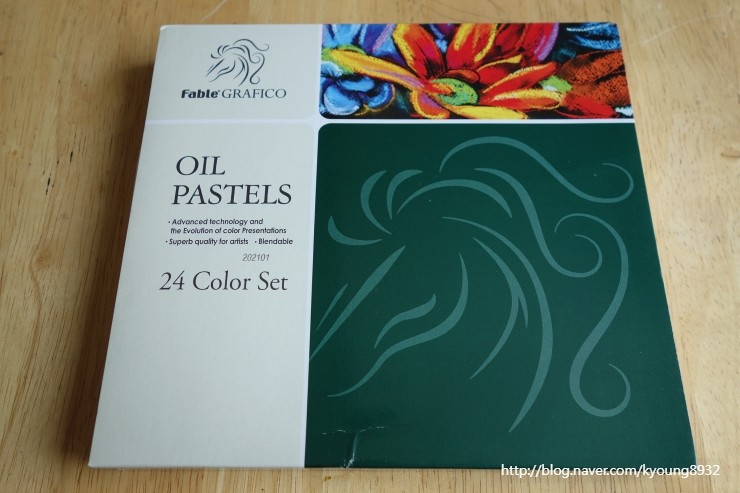 Fable® GRAFICO
OIL
PASTELS
· Advanced technology and
the Evolution of color Presentations
· Superb quality for artists · Blendable
202101
24 Color Set
http://blog.naver.com/kyoung8932